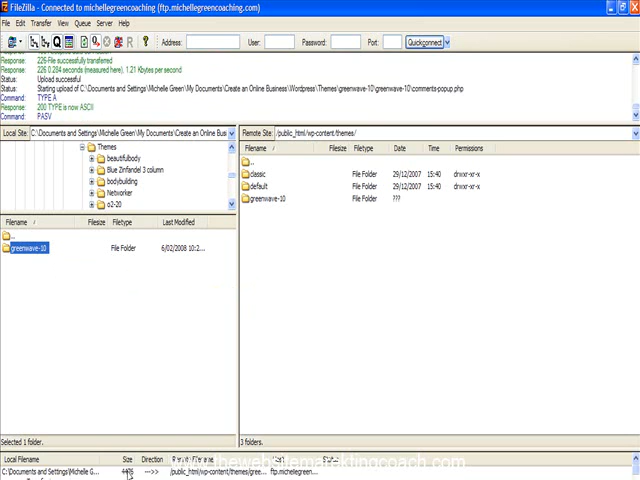 FileZilla - Connected to michellegreencoaching (ftp.michellegreencoaching.com)
File Edit Transfer View Queue Server Help
Address: User: Password: Port: Quickconnect
Response: 226-File successfully transferred
Response: 226 0.284 seconds (measured here), 1.21 Kbytes per second
Status: Upload successful
Status: Starting upload of C:\Documents and Settings\Michelle Green\My Documents\Create an Online Business\Wordpress\Themes\greenwave-10\comments-popup.php
Command: TYPE A
Response: 200 TYPE is now ASCII
Command: PASV
Local Site: C:\Documents and Settings\Michelle Green\My Documents\Create an Online Busi
Remote Site: /public_html/wp-content/themes/
Themes
beautifulbody
Blue Zinfandel 3 column
bodybuilding
Networker
o2-20
Filename / Filesize Filetype Last Modified
..
greenwave-10 File Folder 6/02/2008 10:2...
Selected 1 folder.
Filename / Filesize Filetype Date Time Permissions
..
classic File Folder 29/12/2007 15:40 drwxr-xr-x
default File Folder 29/12/2007 15:40 drwxr-xr-x
greenwave-10 File Folder ???
3 folders.
Local Filename Size Direction Remote Filename Host Status
C:\Documents and Settings\Michelle G... 4475 --->> /public_html/wp-content/themes/gree... ftp.michellegreen...
www.thewebsitemarektingcoach.com